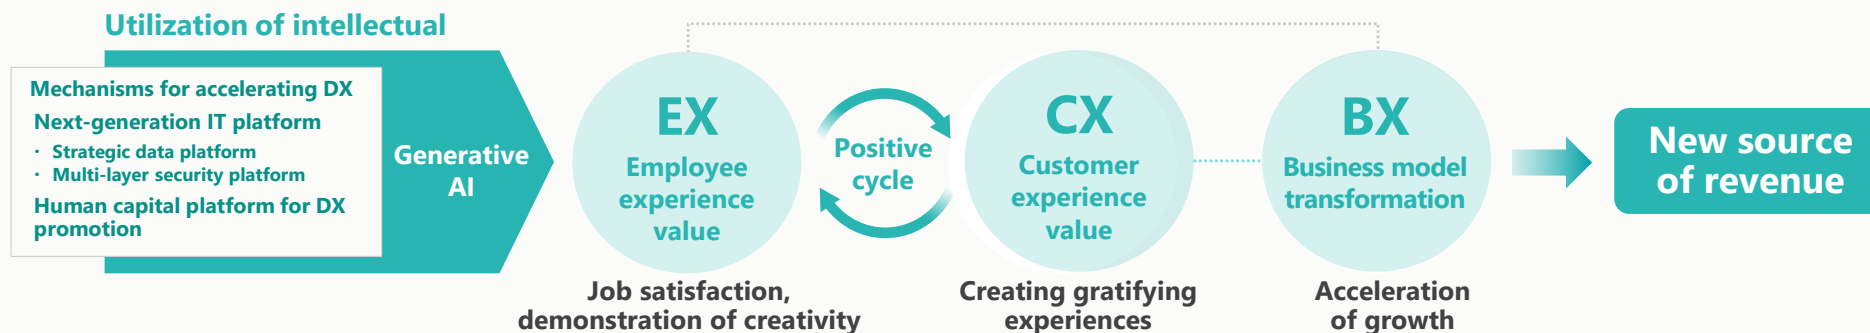 Utilization of intellectual
Mechanisms for accelerating DX
Next-generation IT platform
・ Strategic data platform
・ Multi-layer security platform
Human capital platform for DX
promotion
Generative
AI
EX
Employee
experience
value
Job satisfaction,
demonstration of creativity
Positive
cycle
CX
Customer
experience
value
Creating gratifying
experiences
BX
Business model
transformation
Acceleration
of growth
New source
of revenue